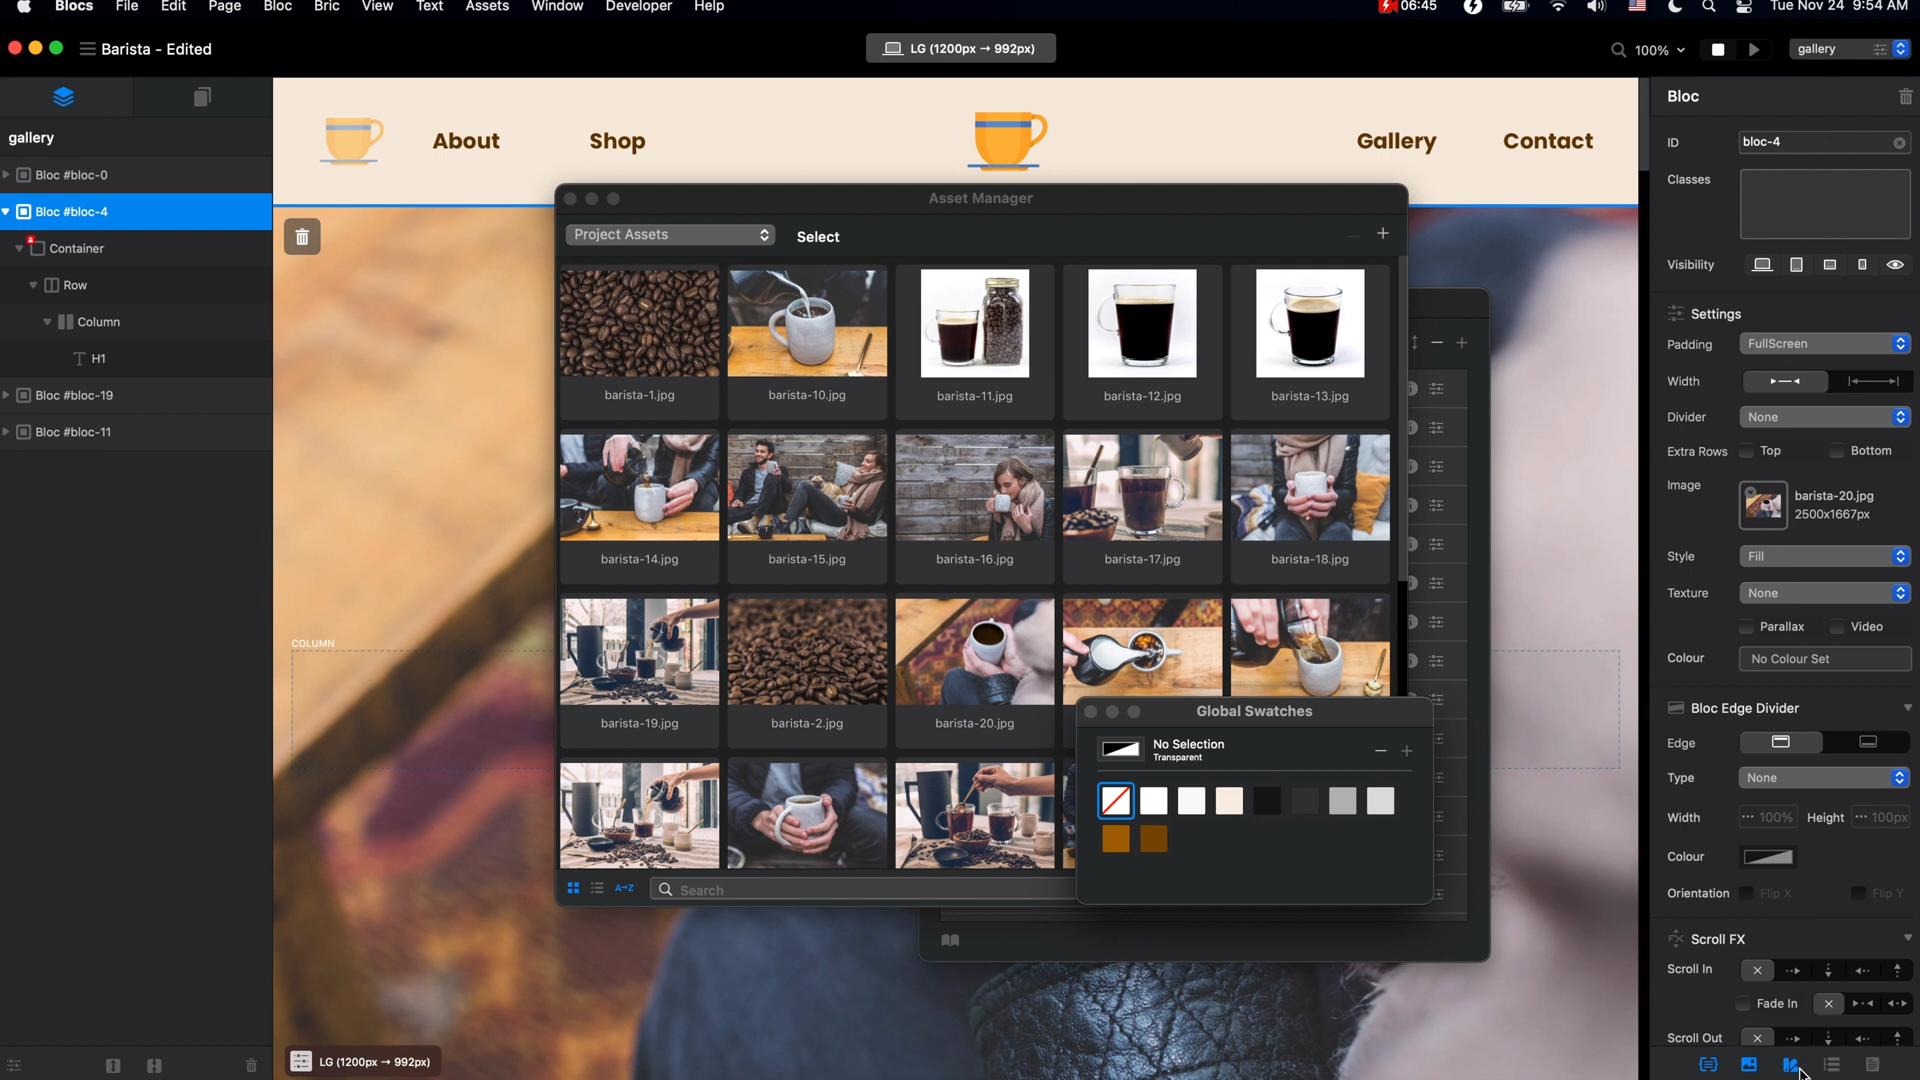 Blocs File Edit Page Bloc Bric View Text Assets Window Developer Help 06:45 Tue Nov 24 9:54 AM
Barista - Edited LG (1200px → 992px) 100% gallery
gallery
Bloc #bloc-0
Bloc #bloc-4
Container
Row
Column
H1
Bloc #bloc-19
Bloc #bloc-11
About Shop Gallery Contact
COLUMN
LG (1200px → 992px)
Asset Manager
Project Assets Select
barista-1.jpg barista-10.jpg barista-11.jpg barista-12.jpg barista-13.jpg
barista-14.jpg barista-15.jpg barista-16.jpg barista-17.jpg barista-18.jpg
barista-19.jpg barista-2.jpg barista-20.jpg
A→Z Search
Global Swatches
No Selection
Transparent
Bloc
ID bloc-4
Classes
Visibility
Settings
Padding FullScreen
Width
Divider None
Extra Rows Top Bottom
Image barista-20.jpg
2500x1667px
Style Fill
Texture None
Parallax Video
Colour No Colour Set
Bloc Edge Divider
Edge
Type None
Width 100% Height 100px
Colour
Orientation Flip X Flip Y
Scroll FX
Scroll In
Fade In
Scroll Out